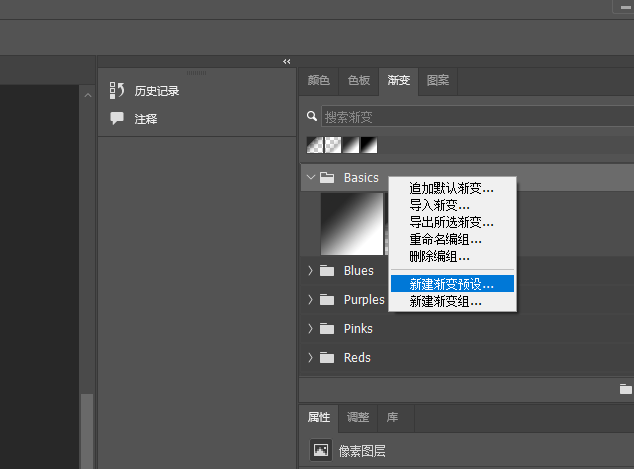 历史记录
注释
颜色 色板 渐变 图案
搜索渐变
Basics
追加默认渐变...
导入渐变...
导出所选渐变...
重命名编组...
删除编组...
新建渐变预设...
新建渐变组...
Blues
Purples
Pinks
Reds
属性 调整 库
像素图层